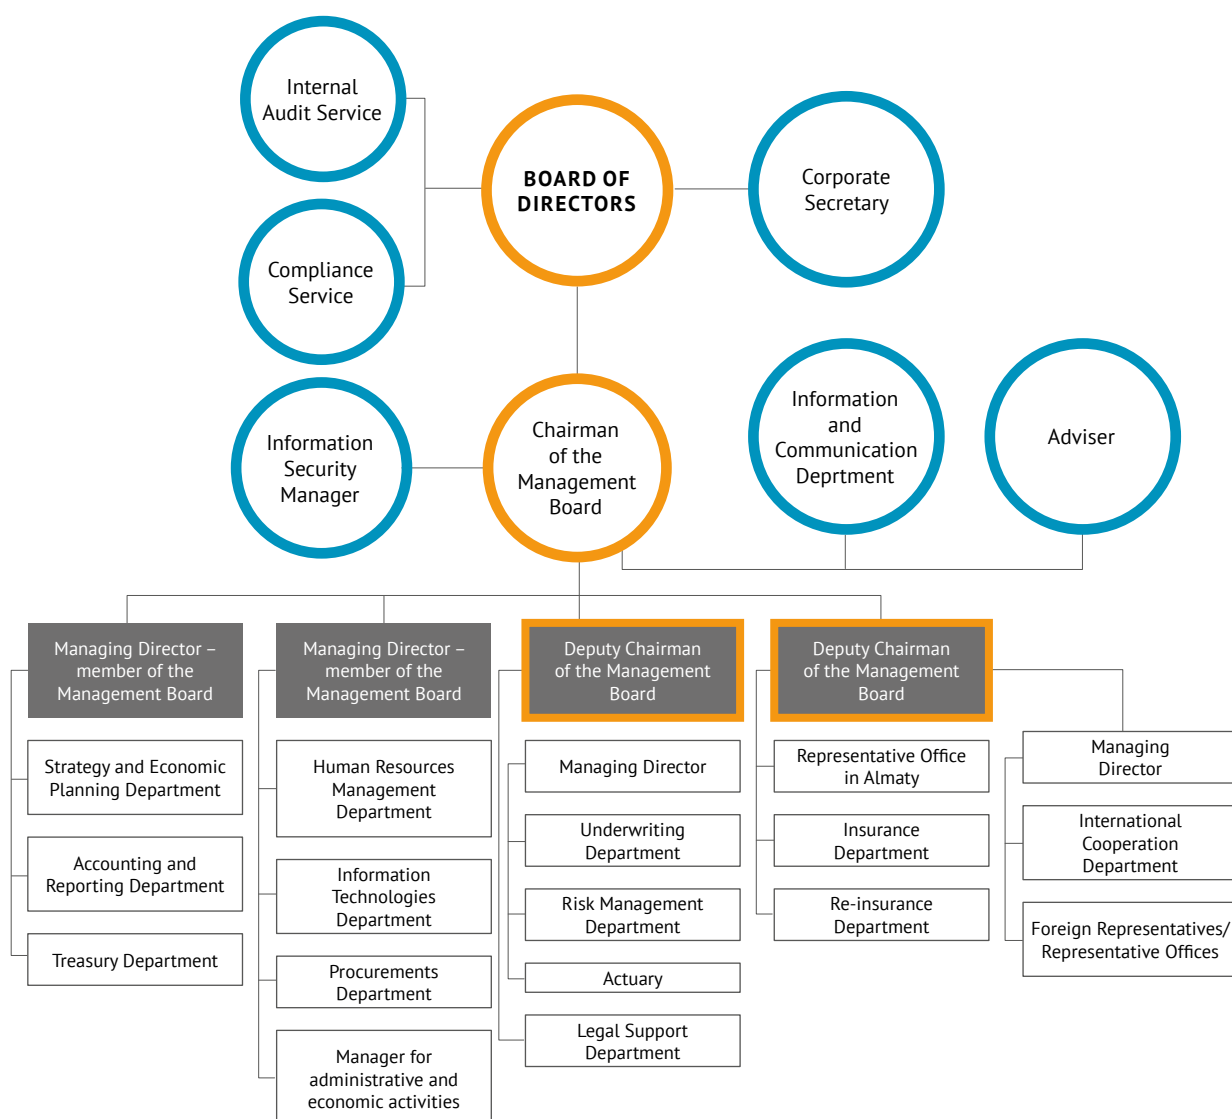 Internal
Audit Service
BOARD OF
DIRECTORS
Corporate
Secretary
Compliance
Service
Information
Security
Manager
Chairman
of the
Management
Board
Information
and
Communication
Deprtment
Adviser
Managing Director –
member of the
Management Board
Managing Director –
member of the
Management Board
Deputy Chairman
of the Management
Board
Deputy Chairman
of the Management
Board
Strategy and Economic
Planning Department
Accounting and
Reporting Department
Treasury Department
Human Resources
Management
Department
Information
Technologies
Department
Procurements
Department
Manager for
administrative and
economic activities
Managing Director
Underwriting
Department
Risk Management
Department
Actuary
Legal Support
Department
Representative Office
in Almaty
Insurance
Department
Re-insurance
Department
Managing
Director
International
Cooperation
Department
Foreign Representatives/
Representative Offices